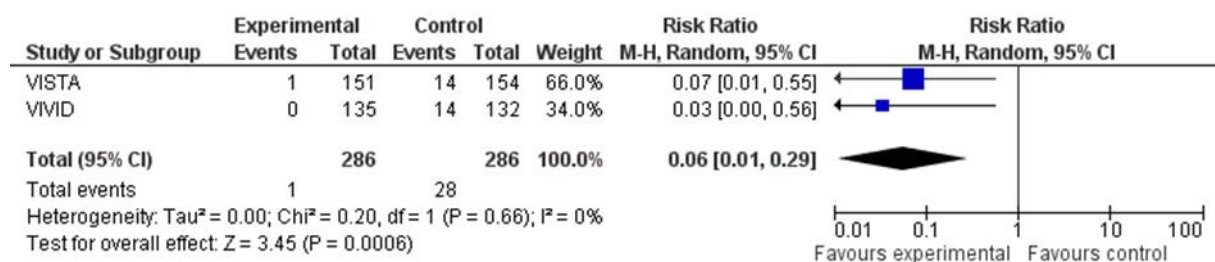 Experimental Control Risk Ratio Risk Ratio
Study or Subgroup Events Total Events Total Weight M-H, Random, 95% CI M-H, Random, 95% CI
VISTA 1 151 14 154 66.0% 0.07 [0.01, 0.55]
VIVID 0 135 14 132 34.0% 0.03 [0.00, 0.56]
Total (95% CI) 286 286 100.0% 0.06 [0.01, 0.29]
Total events 1 28
Heterogeneity: Tau² = 0.00; Chi² = 0.20, df = 1 (P = 0.66); I² = 0%
Test for overall effect: Z = 3.45 (P = 0.0006)
0.01 0.1 1 10 100
Favours experimental Favours control